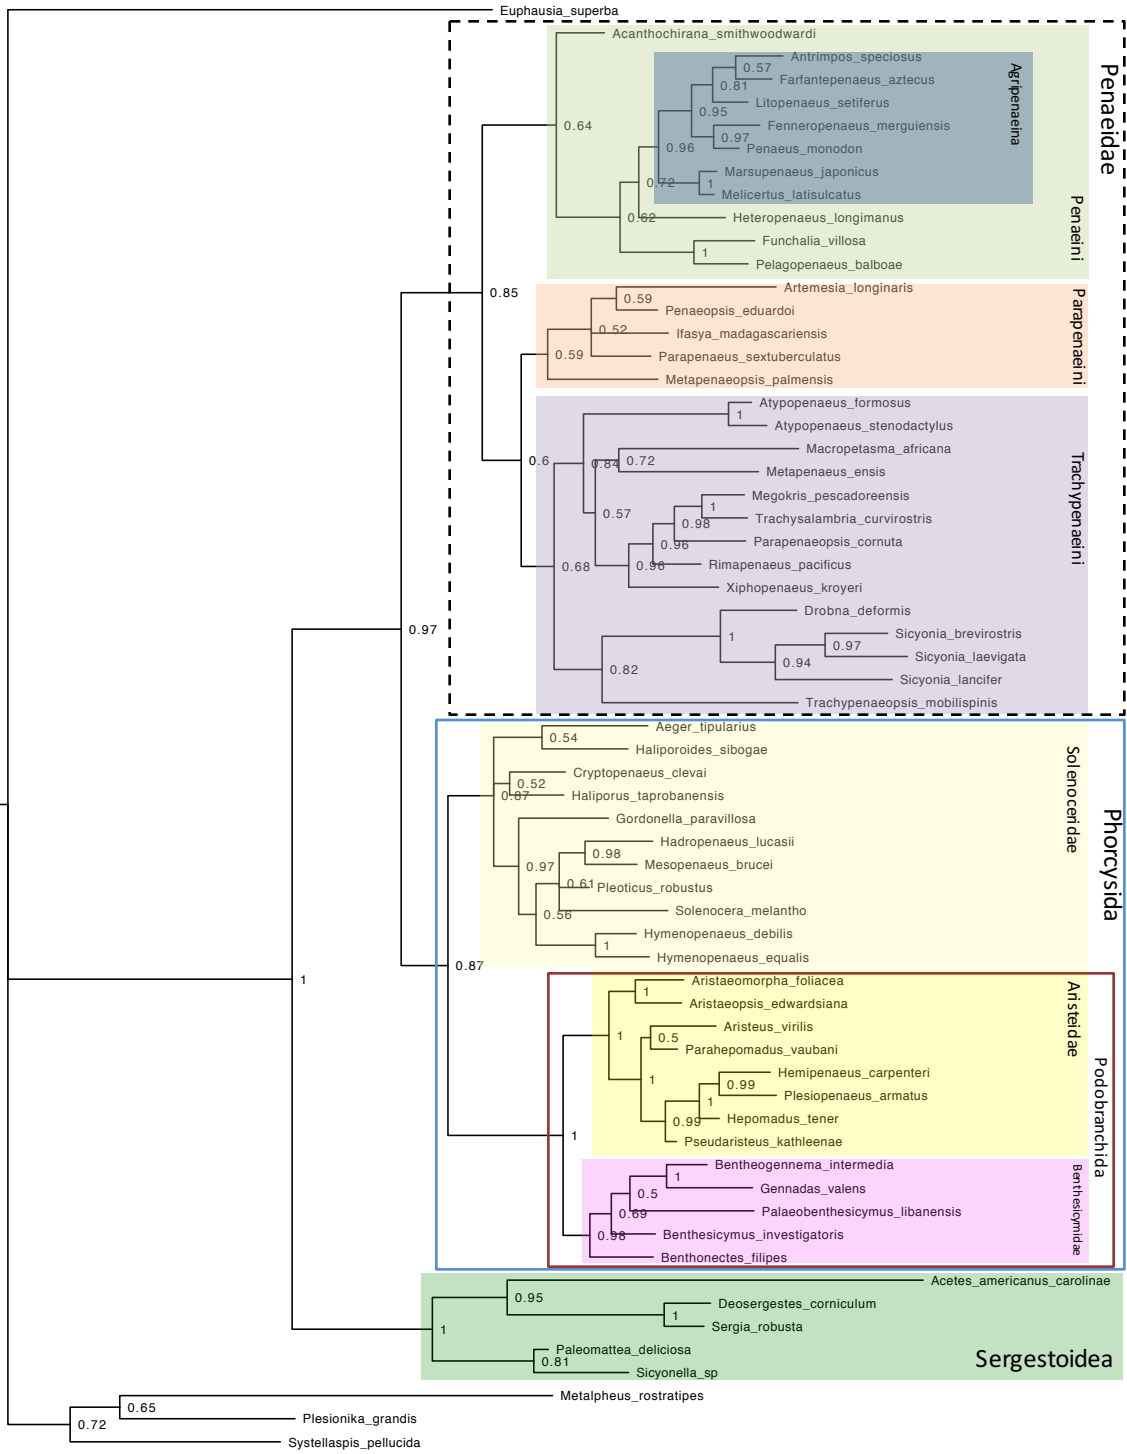 Euphausia_superba
Acanthochirana_smithwoodwardi
Antrimpos_speciosus
0.57
Farfantepenaeus_aztecus
0.81
Litopenaeus_setiferus
0.95
Fenneropenaeus_merguiensis
0.97
Penaeus_monodon
0.96
Marsupenaeus_japonicus
1
Melicertus_latisulcatus
0.72
Heteropenaeus_longimanus
0.62
Funchalia_villosa
1
Pelagopenaeus_balboae
0.64
Agripenaeina
Penaeini
Penaeidae
0.85
Artemesia_longinaris
0.59
Penaeopsis_eduardoi
0.52
Ifasya_madagascariensis
Parapenaeus_sextuberculatus
0.59
Metapenaeopsis_palmensis
Parapenaeini
0.6
Atypopenaeus_formosus
1
Atypopenaeus_stenodactylus
0.84
Macropetasma_africana
0.72
Metapenaeus_ensis
0.57
Megokris_pescadoreensis
1
Trachysalambria_curvirostris
0.98
Parapenaeopsis_cornuta
0.96
Rimapenaeus_pacificus
0.96
Xiphopenaeus_kroyeri
0.68
Drobna_deformis
1
Sicyonia_brevirostris
0.97
Sicyonia_laevigata
0.94
Sicyonia_lancifer
0.82
Trachypenaeopsis_mobilispinis
Trachypenaeini
0.97
Aeger_tipularius
0.54
Haliporoides_sibogae
Cryptopenaeus_clevai
0.52
Haliporus_taprobanensis
0.87
Gordonella_paravillosa
Hadropenaeus_lucasii
0.98
Mesopenaeus_brucei
0.97
0.61
Pleoticus_robustus
Solenocera_melantho
0.56
Hymenopenaeus_debilis
1
Hymenopenaeus_equalis
Solenoceridae
Phorcysida
0.87
1
Aristaeomorpha_foliacea
1
Aristaeopsis_edwardsiana
1
Aristeus_virilis
0.5
Parahepomadus_vaubani
1
Hemipenaeus_carpenteri
0.99
Plesiopenaeus_armatus
1
Hepomadus_tener
0.99
Pseudaristeus_kathleenae
Aristeidae
Podobranchida
1
Bentheogennema_intermedia
1
Gennadas_valens
0.5
Palaeobenthesicymus_libanensis
0.69
Benthesicymus_investigatoris
0.98
Benthonectes_filipes
Benthesicymidae
Acetes_americanus_carolinae
0.95
Deosergestes_corniculum
1
Sergia_robusta
1
Paleomattea_deliciosa
0.81
Sicyonella_sp
Sergestoidea
Metalpheus_rostratipes
0.65
Plesionika_grandis
0.72
Systellaspis_pellucida